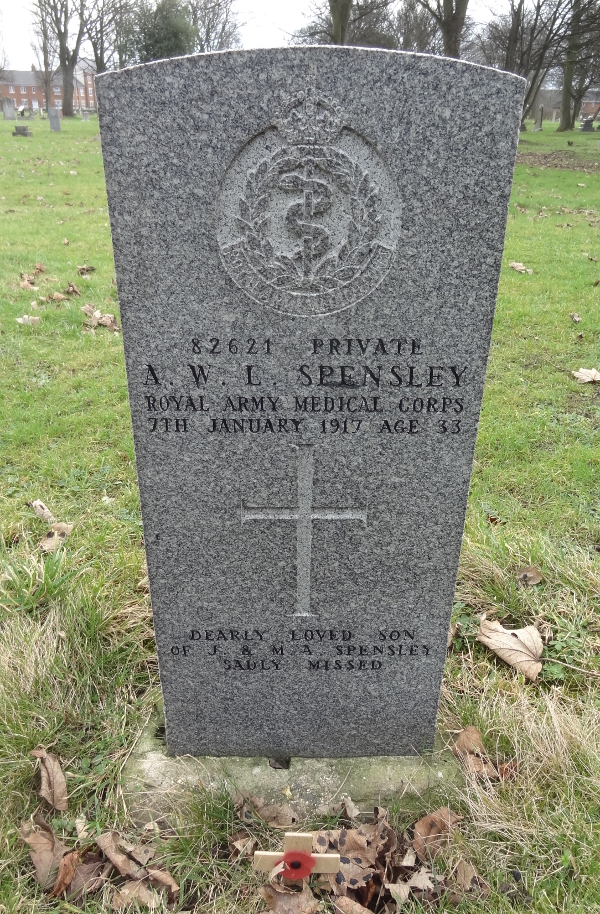 82621 PRIVATE
A. W. L. SPENSLEY
ROYAL ARMY MEDICAL CORPS
7TH JANUARY 1917 AGE 33
DEARLY LOVED SON
OF J. & M. A. SPENSLEY
SADLY MISSED